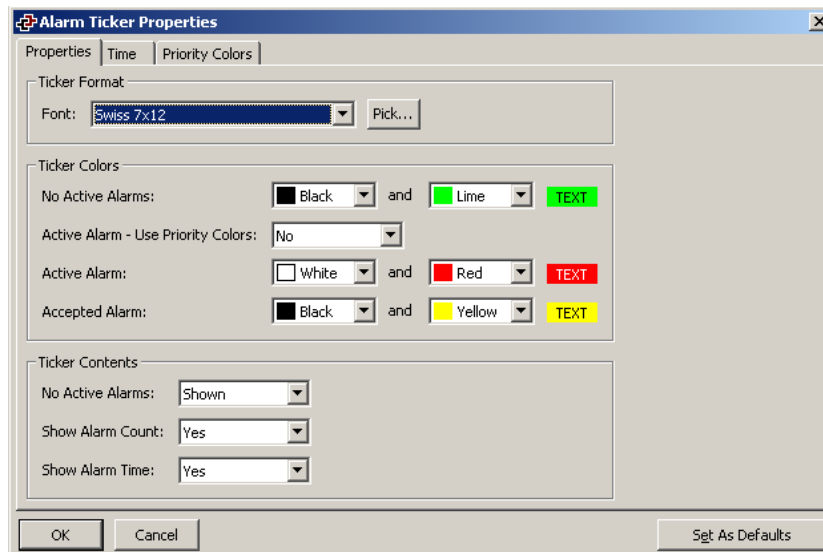 Alarm Ticker Properties
Properties Time Priority Colors
Ticker Format
Font: Swiss 7x12 Pick...
Ticker Colors
No Active Alarms: Black and Lime TEXT
Active Alarm - Use Priority Colors: No
Active Alarm: White and Red TEXT
Accepted Alarm: Black and Yellow TEXT
Ticker Contents
No Active Alarms: Shown
Show Alarm Count: Yes
Show Alarm Time: Yes
OK Cancel Set As Defaults